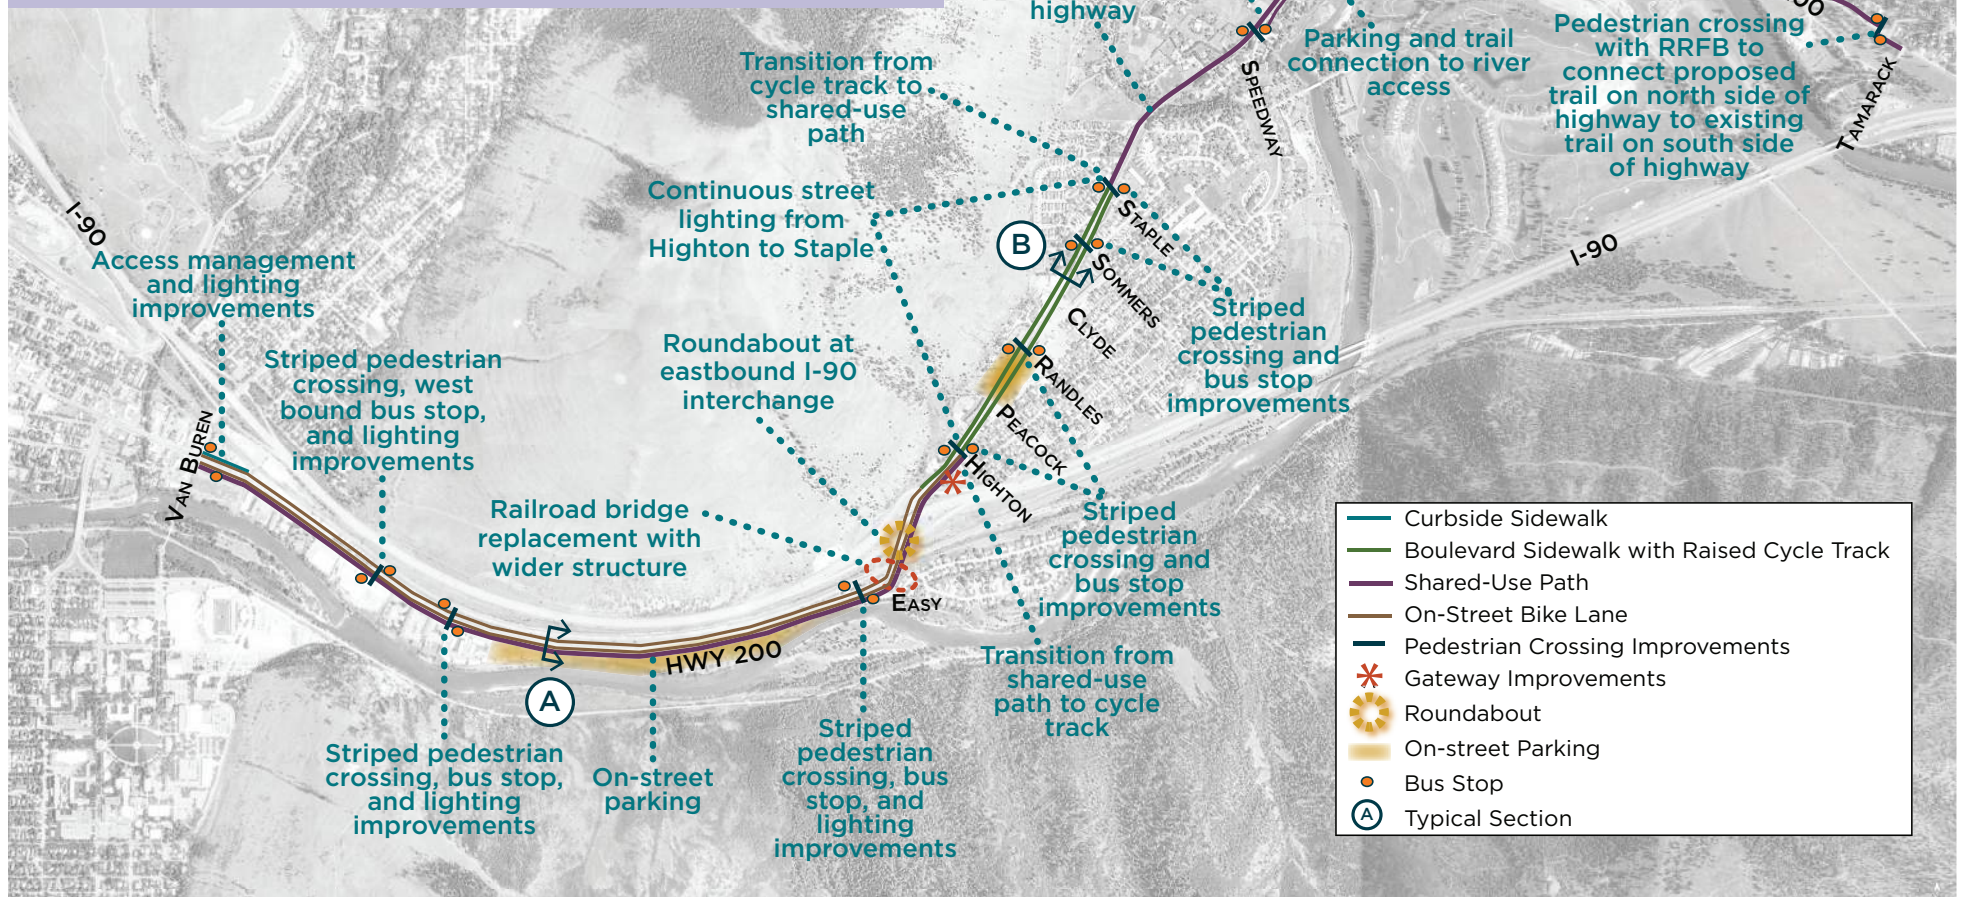 highway
Transition from
cycle track to
shared-use
path
Parking and trail
connection to river
access
Pedestrian crossing
with RRFB to
connect proposed
trail on north side of
highway to existing
trail on south side
of highway
SPEEDWAY
TAMARACK
Continuous street
lighting from
Highton to Staple
I-90
Access management
and lighting
improvements
B
STAPLE
SOMMERS
CLYDE
RANDLES
PEACOCK
HIGHTON
I-90
Striped
pedestrian
crossing and
bus stop
improvements
Roundabout at
eastbound I-90
interchange
Striped pedestrian
crossing, west
bound bus stop,
and lighting
improvements
VAN BUREN
Railroad bridge
replacement with
wider structure
EASY
Striped
pedestrian
crossing and
bus stop
improvements
HWY 200
A
Transition from
shared-use
path to cycle
track
Striped pedestrian
crossing, bus stop,
and lighting
improvements
On-street
parking
Striped
pedestrian
crossing, bus
stop, and
lighting
improvements
Curbside Sidewalk
Boulevard Sidewalk with Raised Cycle Track
Shared-Use Path
On-Street Bike Lane
Pedestrian Crossing Improvements
Gateway Improvements
Roundabout
On-street Parking
Bus Stop
A Typical Section